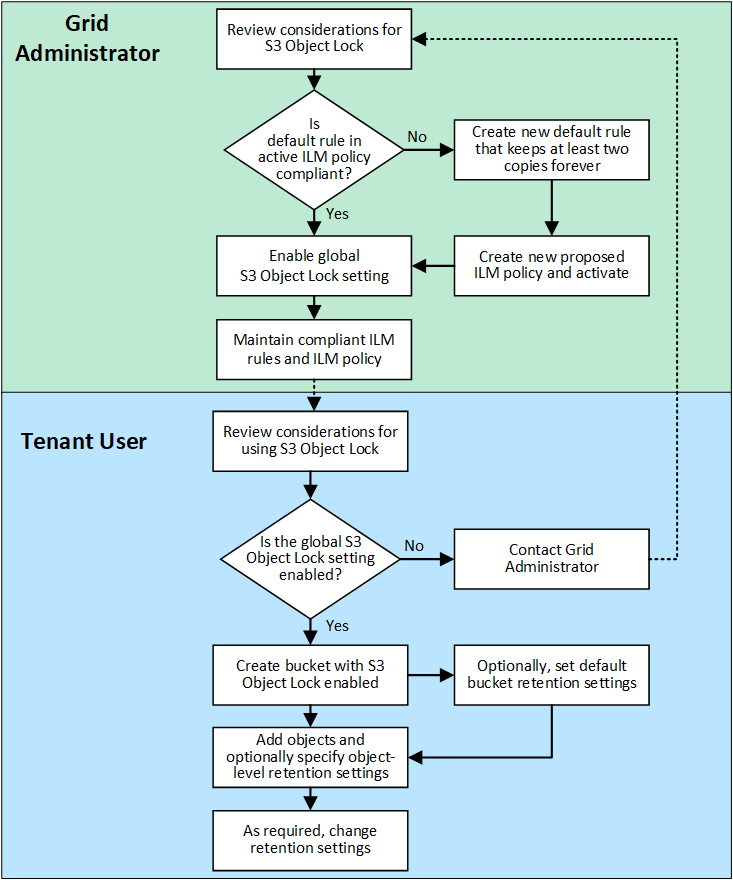 Grid
Administrator
Review considerations for
S3 Object Lock
Is
default rule in
active ILM policy
compliant?
No
Create new default rule
that keeps at least two
copies forever
Yes
Enable global
S3 Object Lock setting
Create new proposed
ILM policy and activate
Maintain compliant ILM
rules and ILM policy
Tenant User
Review considerations for
using S3 Object Lock
Is the global S3
Object Lock setting
enabled?
No
Contact Grid
Administrator
Yes
Create bucket with S3
Object Lock enabled
Optionally, set default
bucket retention settings
Add objects and
optionally specify object-
level retention settings
As required, change
retention settings